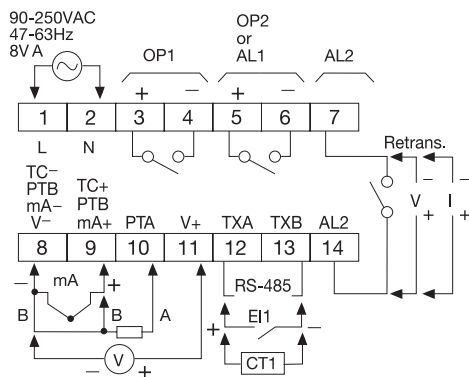 90-250VAC
47-63Hz
8VA
OP1
OP2
or
AL1
AL2
+ − + −
1 2 3 4 5 6 7
L N
Retrans.
− −
V I
+ +
TC−
PTB
mA−
V−
TC+
PTB
mA+
PTA V+ TXA TXB AL2
8 9 10 11 12 13 14
− mA +
RS-485
B B A
+ EI1 −
V
− +
CT1